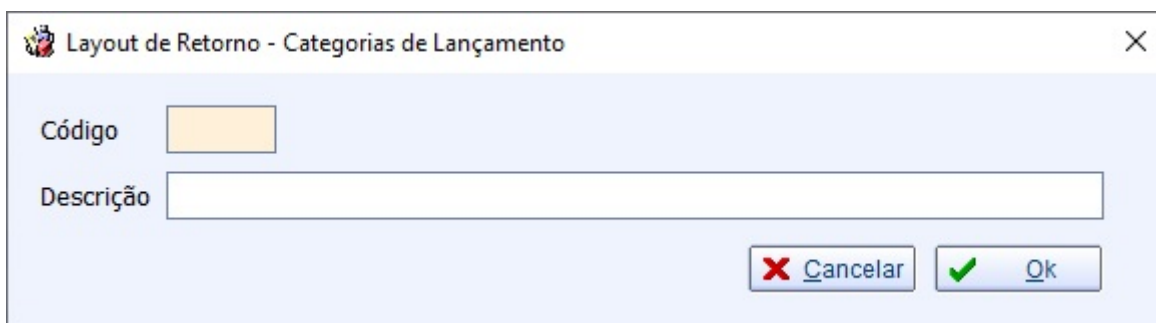 Layout de Retorno - Categorias de Lançamento
Código
Descrição
Cancelar
Ok